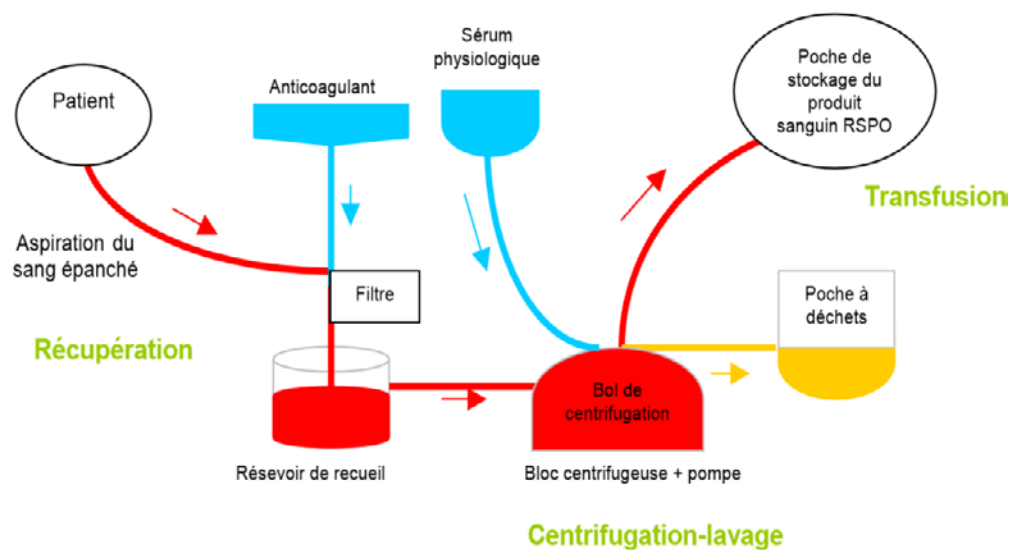 Patient
Anticoagulant
Sérum
physiologique
Poche de
stockage du
produit
sanguin RSPO
Transfusion
Aspiration du
sang épanché
Filtre
Poche à
déchets
Récupération
Bol de
centrifugation
Résevoir de recueil
Bloc centrifugeuse + pompe
Centrifugation-lavage